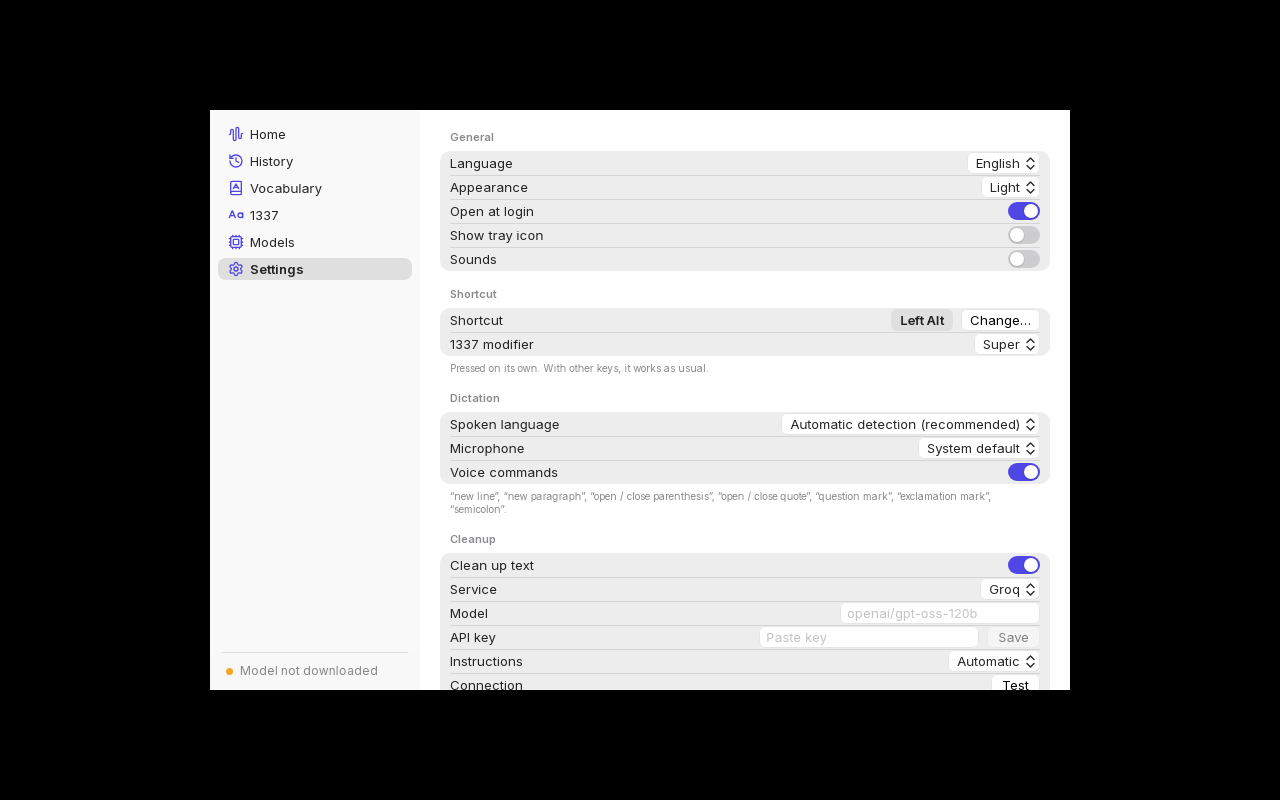 Home
History
Vocabulary
Aa 1337
Models
Settings
Model not downloaded
General
Language English
Appearance Light
Open at login
Show tray icon
Sounds
Shortcut
Shortcut Left Alt Change…
1337 modifier Super
Pressed on its own. With other keys, it works as usual.
Dictation
Spoken language Automatic detection (recommended)
Microphone System default
Voice commands
“new line”, “new paragraph”, “open / close parenthesis”, “open / close quote”, “question mark”, “exclamation mark”,
“semicolon”.
Cleanup
Clean up text
Service Groq
Model openai/gpt-oss-120b
API key Paste key Save
Instructions Automatic
Connection Test